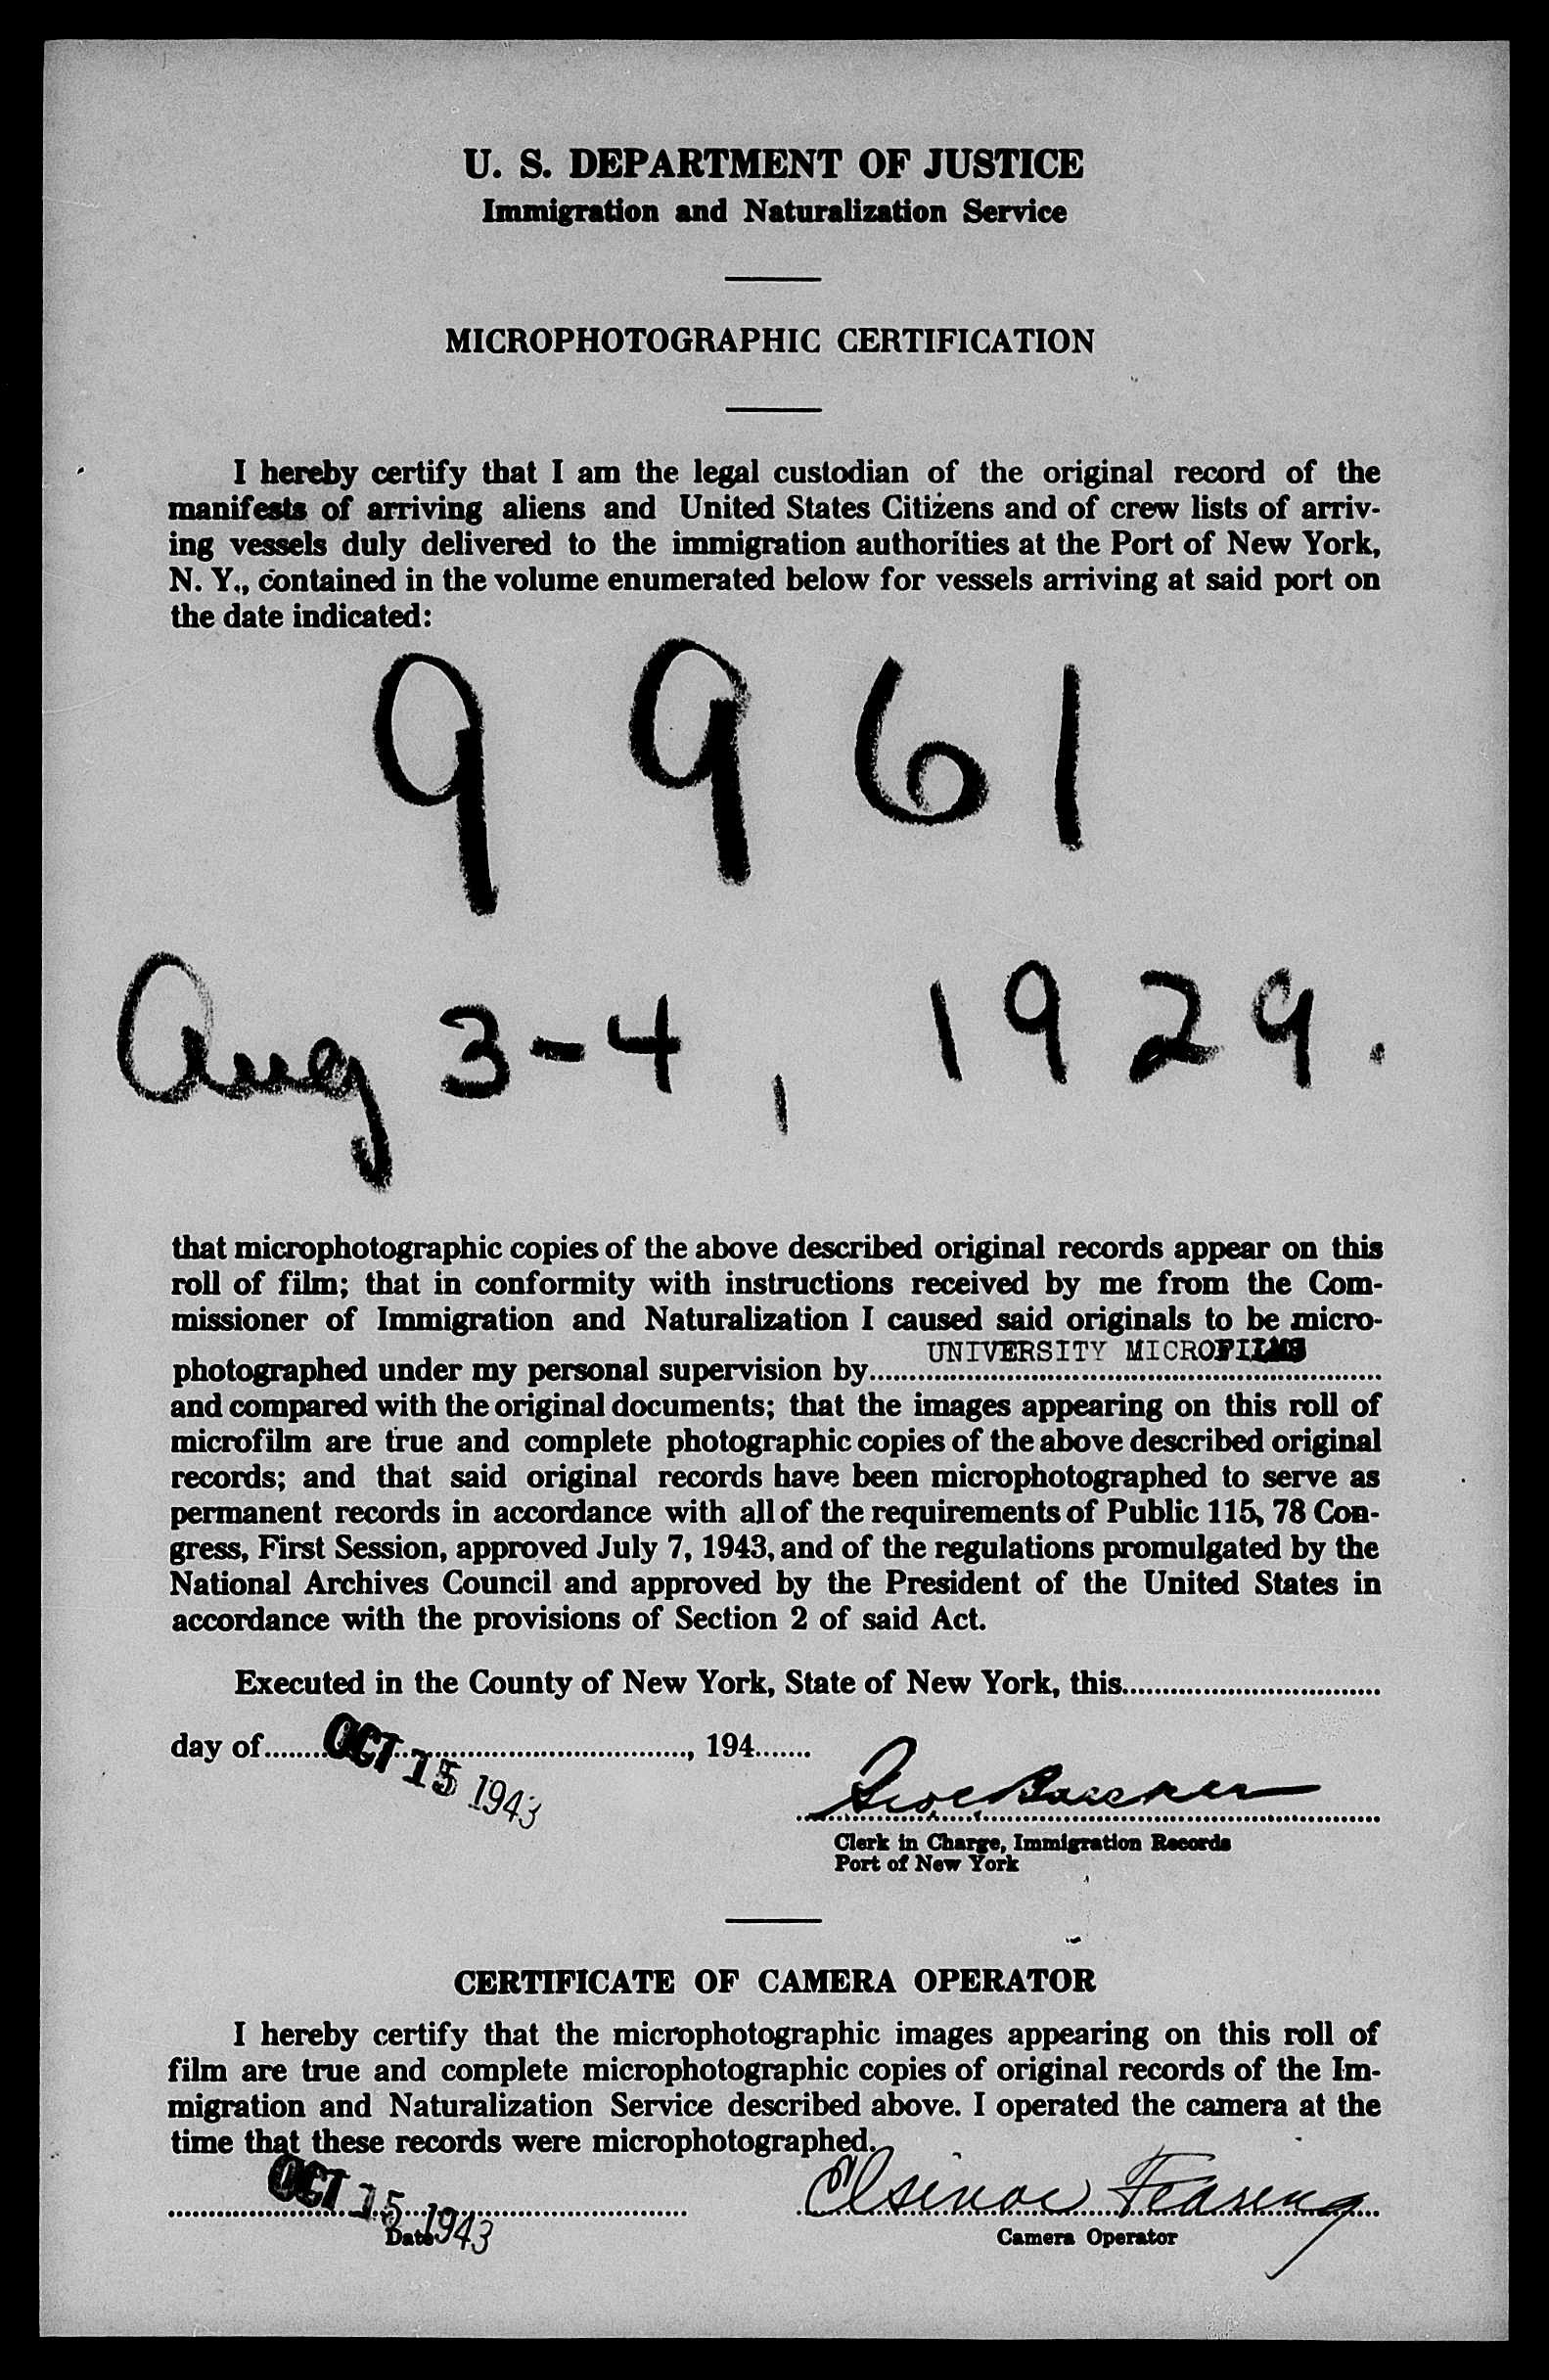 U. S. DEPARTMENT OF JUSTICE
Immigration and Naturalization Service
MICROPHOTOGRAPHIC CERTIFICATION
I hereby certify that I am the legal custodian of the original record of the
manifests of arriving aliens and United States Citizens and of crew lists of arriv-
ing vessels duly delivered to the immigration authorities at the Port of New York,
N. Y., contained in the volume enumerated below for vessels arriving at said port on
the date indicated:
9961
Aug 3-4, 1929.
that microphotographic copies of the above described original records appear on this
roll of film; that in conformity with instructions received by me from the Com-
missioner of Immigration and Naturalization I caused said originals to be micro-
photographed under my personal supervision by UNIVERSITY MICROFILMS
and compared with the original documents; that the images appearing on this roll of
microfilm are true and complete photographic copies of the above described original
records; and that said original records have been microphotographed to serve as
permanent records in accordance with all of the requirements of Public 115, 78 Con-
gress, First Session, approved July 7, 1943, and of the regulations promulgated by the
National Archives Council and approved by the President of the United States in
accordance with the provisions of Section 2 of said Act.
Executed in the County of New York, State of New York, this
day of OCT 15 1943, 194
Clerk in Charge, Immigration Records
Port of New York
CERTIFICATE OF CAMERA OPERATOR
I hereby certify that the microphotographic images appearing on this roll of
film are true and complete microphotographic copies of original records of the Im-
migration and Naturalization Service described above. I operated the camera at the
time that these records were microphotographed.
OCT 15 1943 Elsinor
Date Camera Operator